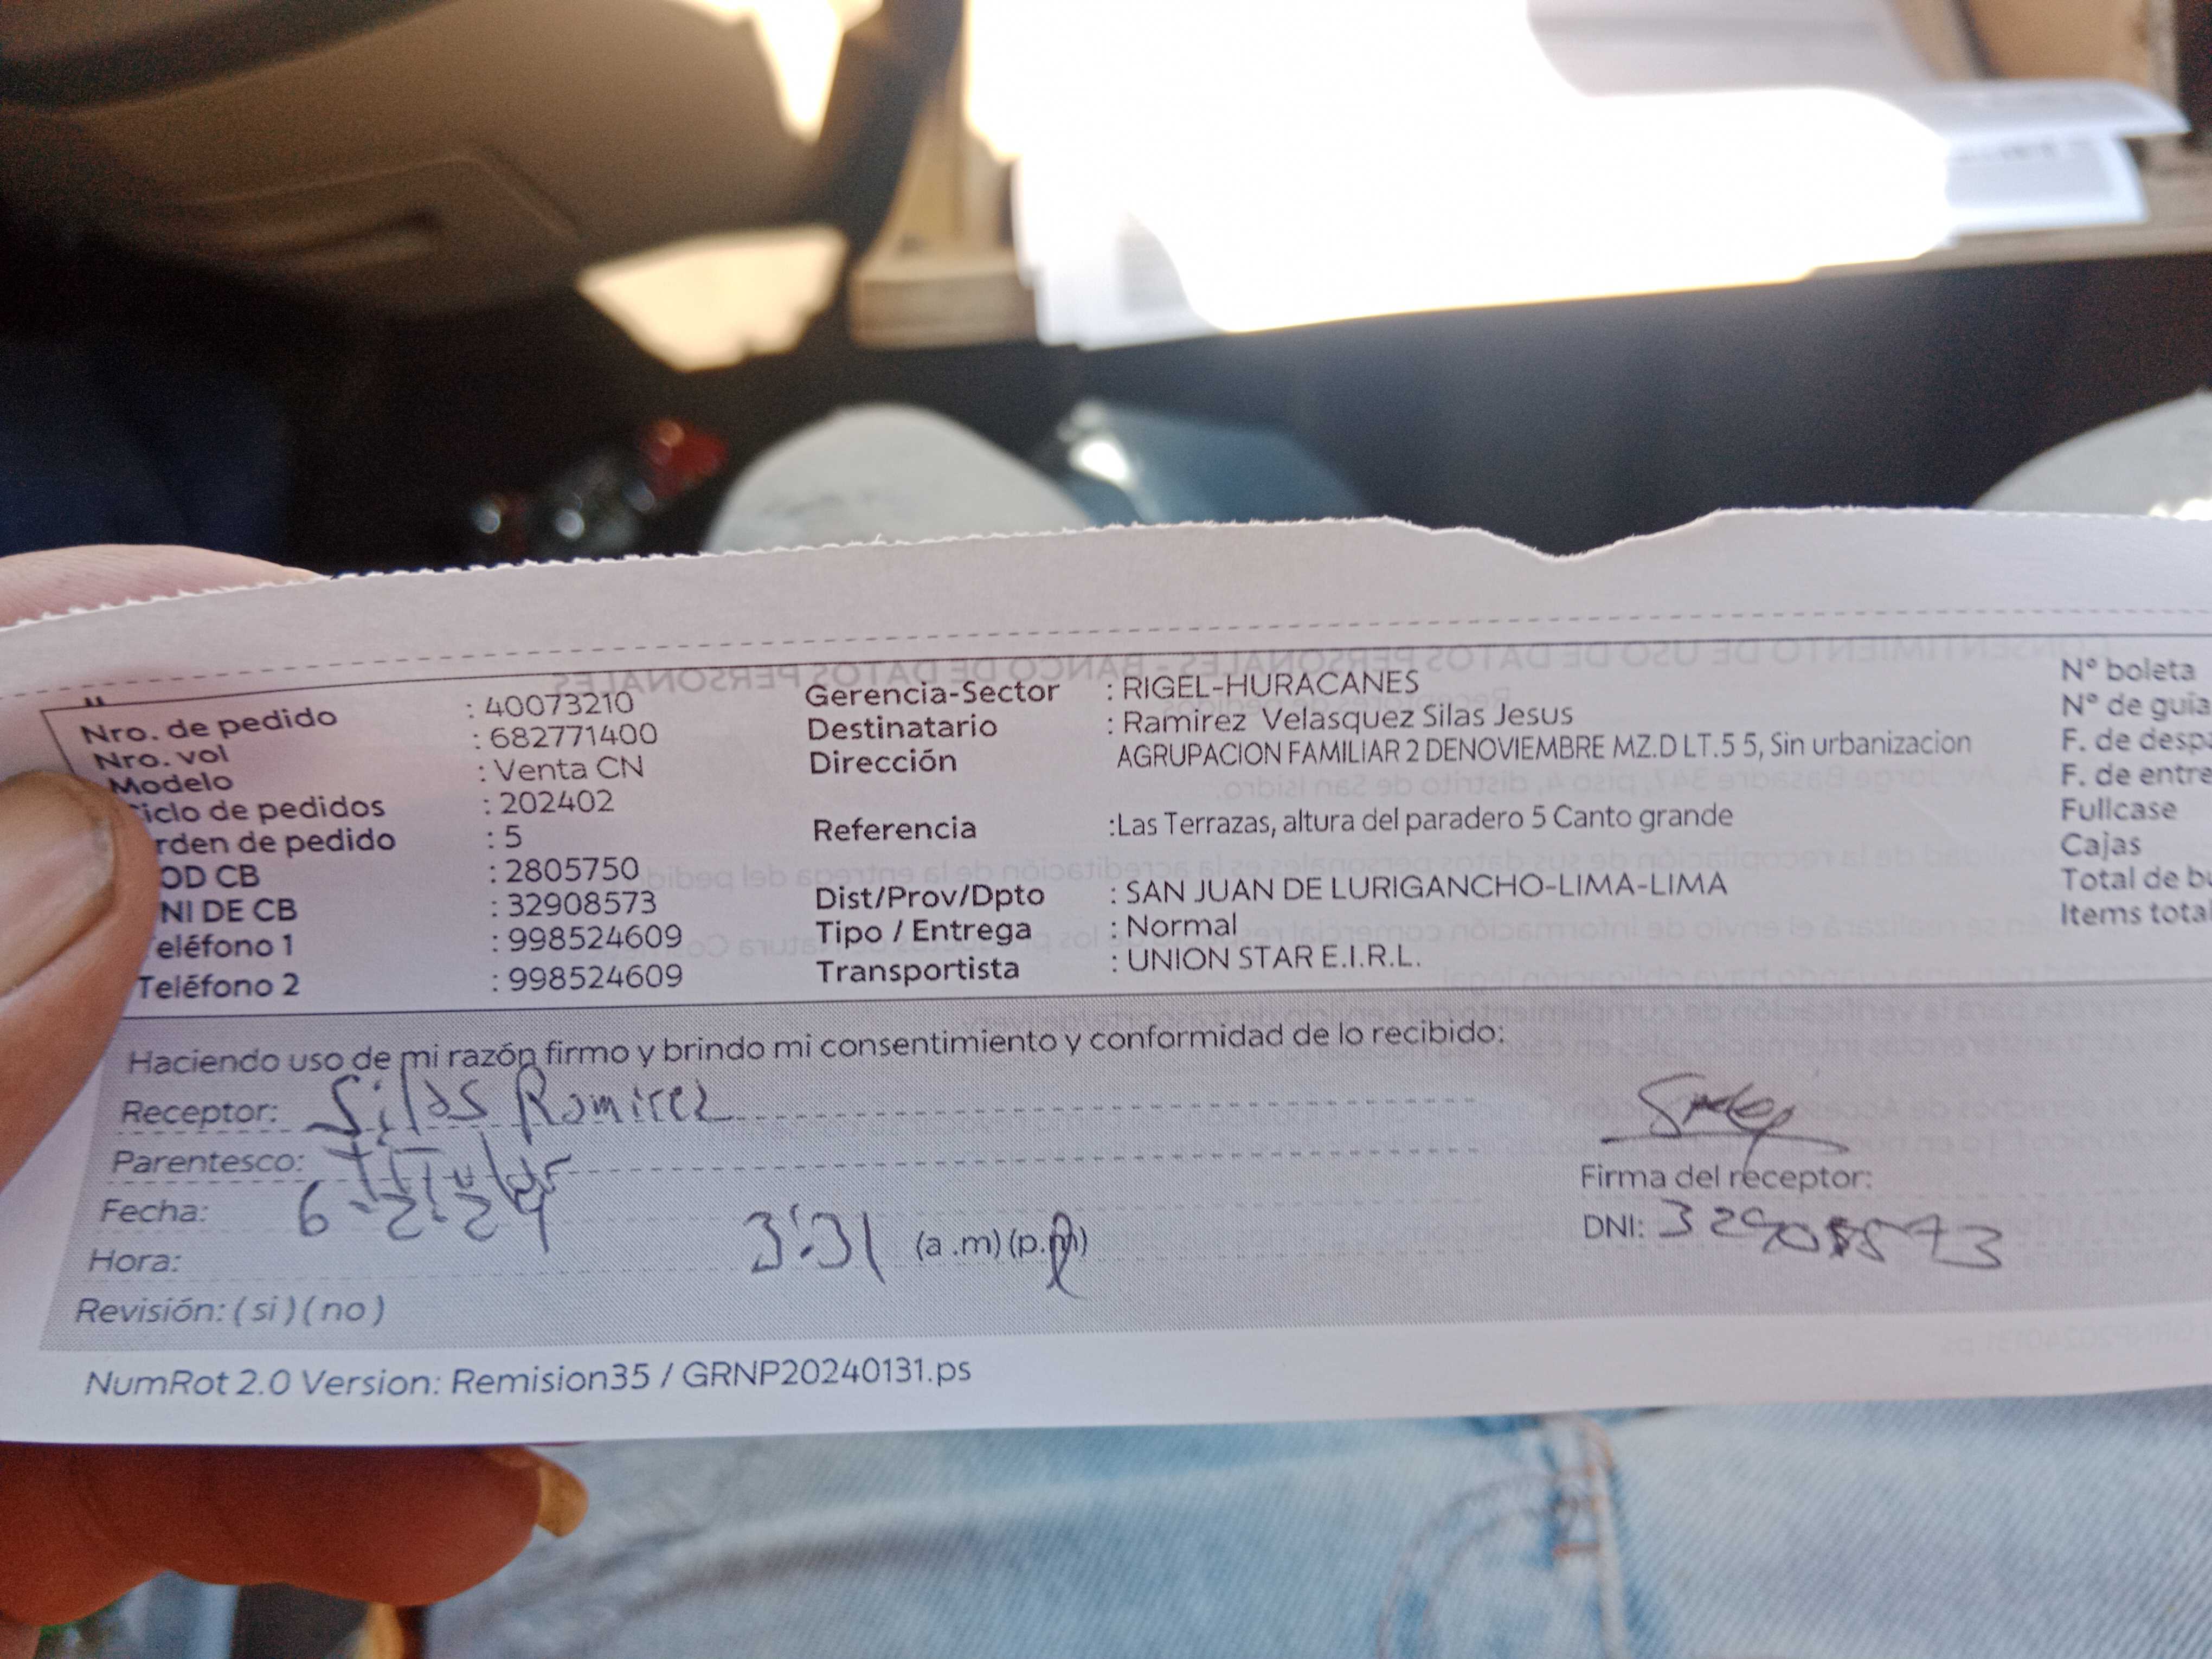 Nro. de pedido : 40073210
Nro. vol : 682771400
Modelo : Venta CN
iclo de pedidos : 202402
rden de pedido : 5
OD CB : 2805750
NI DE CB : 32908573
eléfono 1 : 998524609
Teléfono 2 : 998524609
Gerencia-Sector : RIGEL-HURACANES
Destinatario : Ramirez Velasquez Silas Jesus
Dirección AGRUPACION FAMILIAR 2 DENOVIEMBRE MZ.D LT.5 5, Sin urbanizacion
Referencia :Las Terrazas, altura del paradero 5 Canto grande
Dist/Prov/Dpto : SAN JUAN DE LURIGANCHO-LIMA-LIMA
Tipo / Entrega : Normal
Transportista : UNION STAR E.I.R.L.
N° boleta
N° de guia
F. de despa
F. de entre
Fullcase
Cajas
Total de bu
Items total
Haciendo uso de mi razón firmo y brindo mi consentimiento y conformidad de lo recibido:
Receptor: Silas Ramirez
Parentesco: Titular
Fecha: 6-2-24
Hora: 3:31 (a .m) (p.m)
Revisión: ( si ) ( no )
Firma del receptor:
DNI: 32908573
NumRot 2.0 Version: Remision35 / GRNP20240131.ps